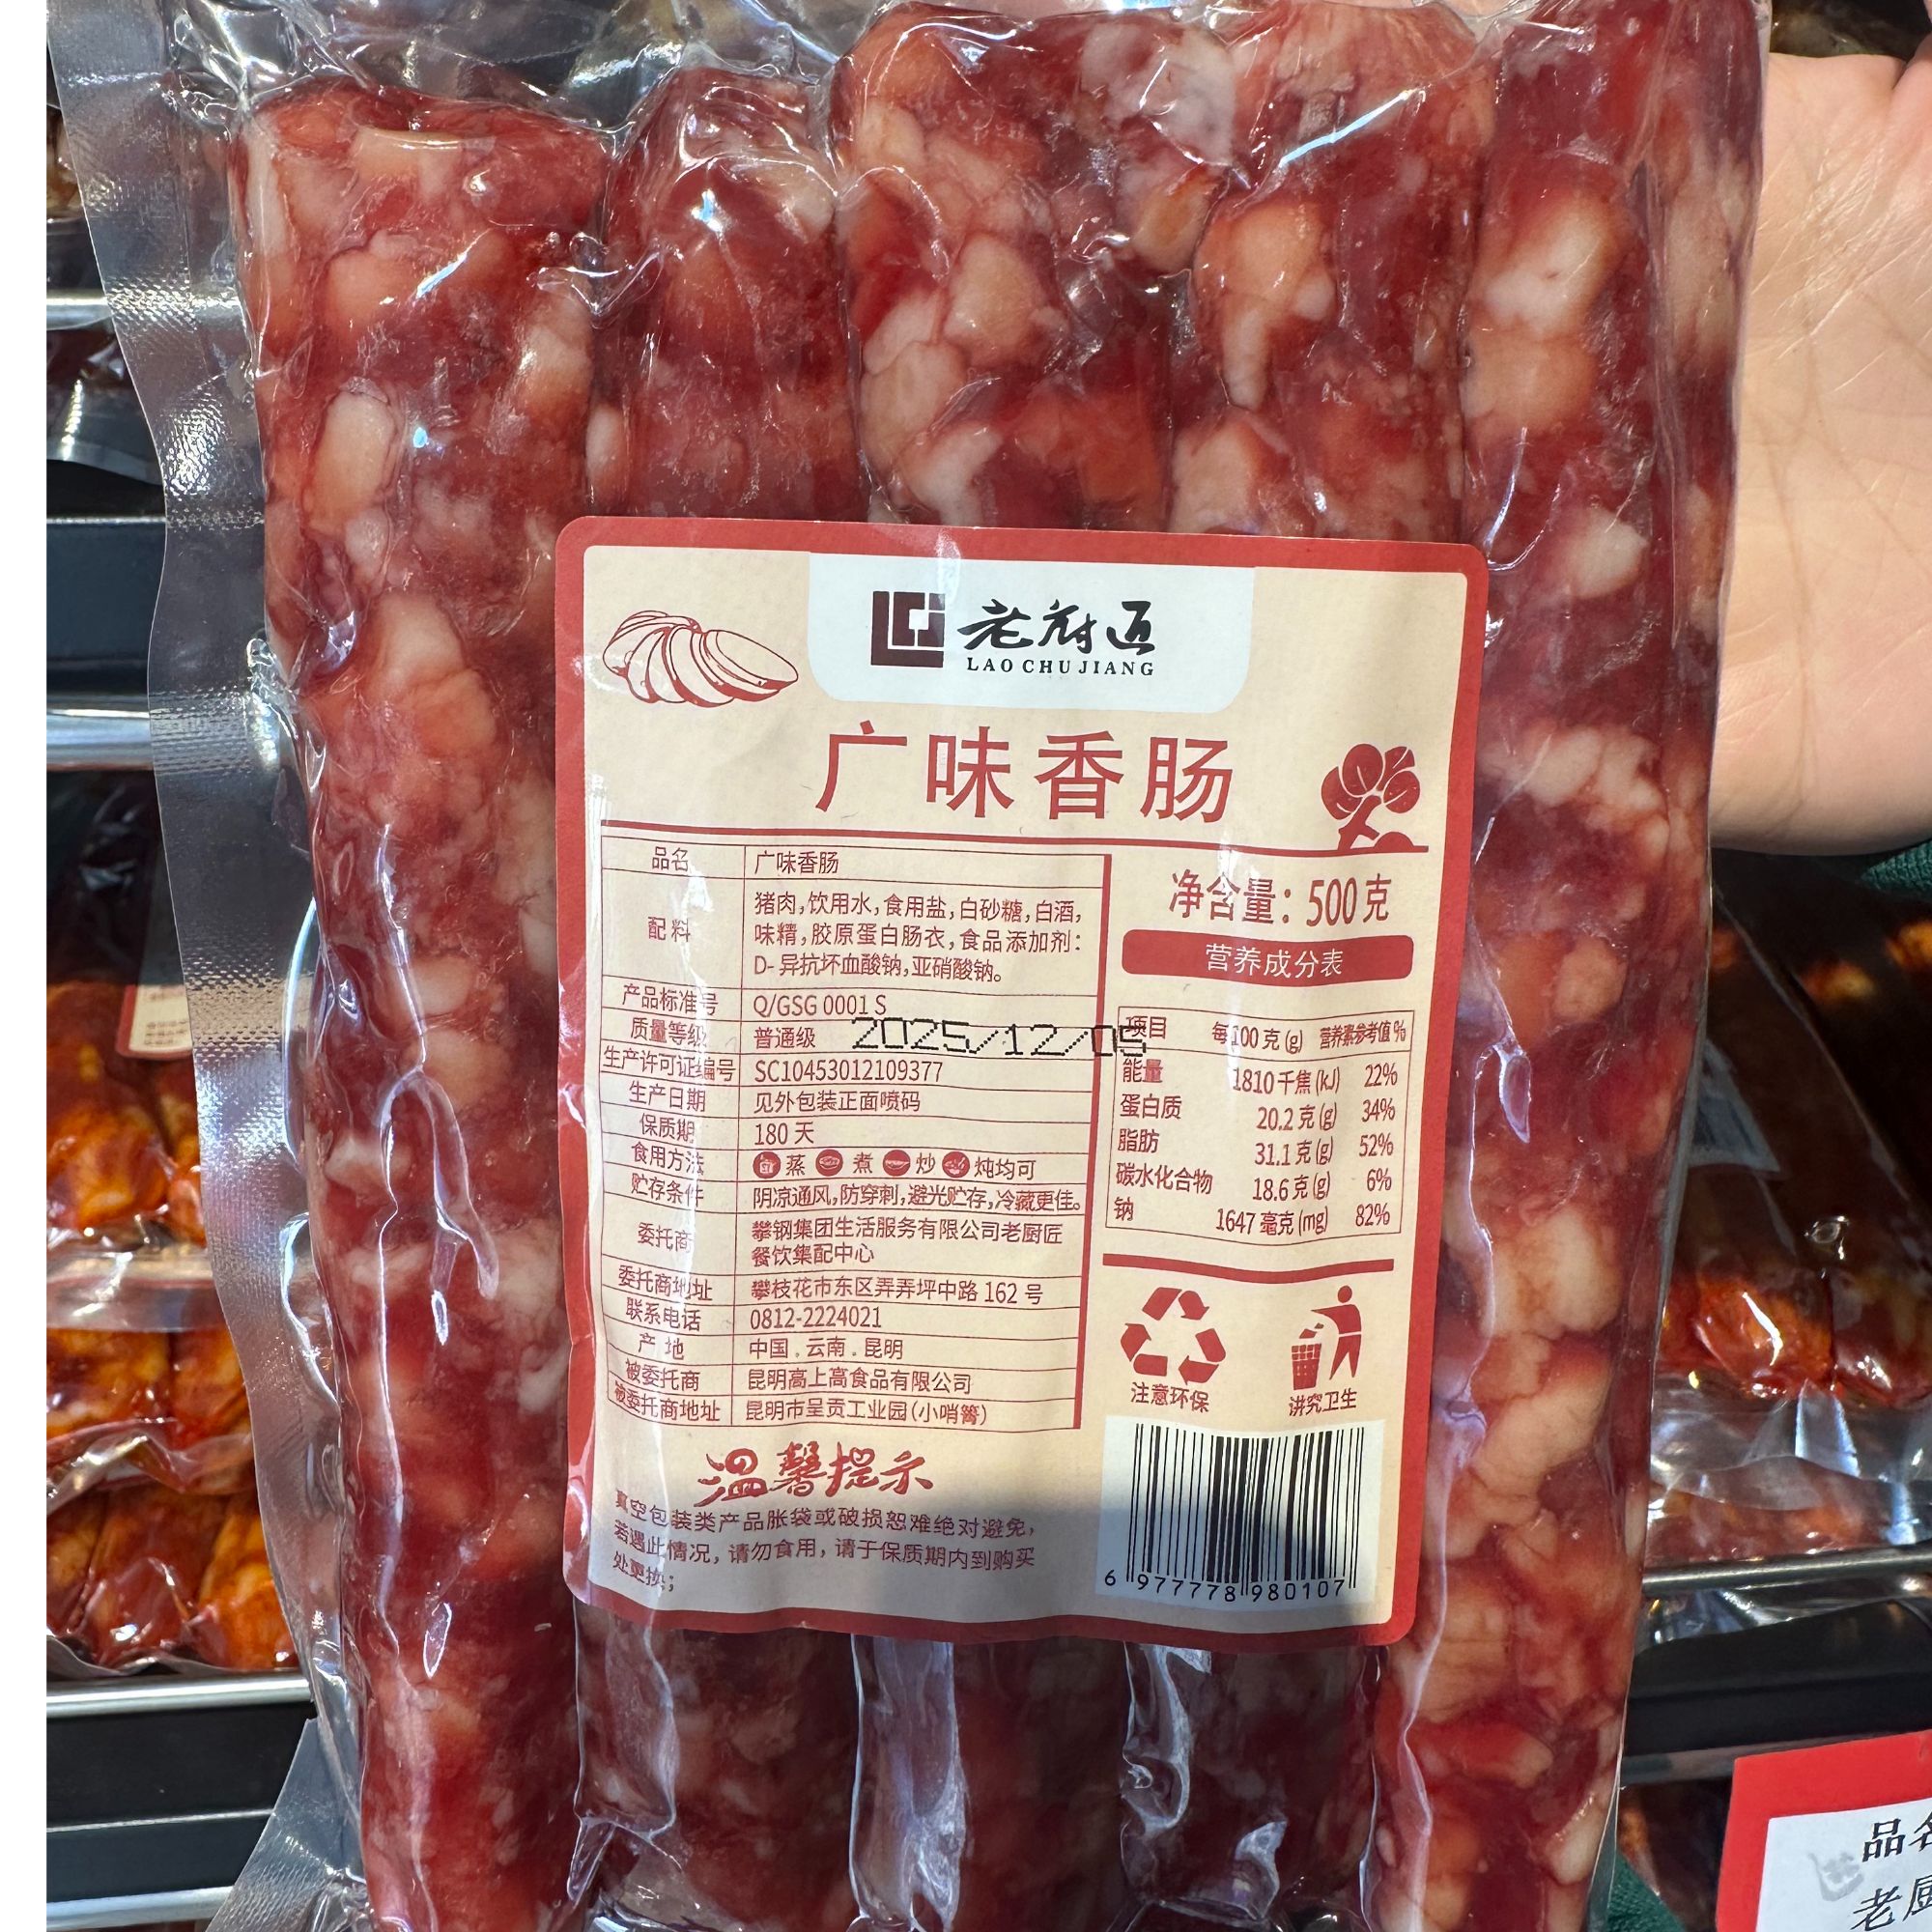 老厨匠
LAO CHU JIANG
广味香肠
品名 广味香肠
配料 猪肉,饮用水,食用盐,白砂糖,白酒,
味精,胶原蛋白肠衣,食品添加剂:
D-异抗坏血酸钠,亚硝酸钠。
产品标准号 Q/GSG 0001 S
质量等级 普通级
2025/12/05
生产许可证编号 SC10453012109377
生产日期 见外包装正面喷码
保质期 180 天
食用方法 蒸 煮 炒 炖均可
贮存条件 阴凉通风,防穿刺,避光贮存,冷藏更佳。
委托商 攀钢集团生活服务有限公司老厨匠
餐饮集配中心
委托商地址 攀枝花市东区弄弄坪中路 162 号
联系电话 0812-2224021
产地 中国.云南.昆明
被委托商 昆明高上高食品有限公司
被委托商地址 昆明市呈贡工业园(小哨箐)
净含量: 500克
营养成分表
项目 每100克(g) 营养素参考值%
能量 1810千焦(kJ) 22%
蛋白质 20.2克(g) 34%
脂肪 31.1克(g) 52%
碳水化合物 18.6克(g) 6%
钠 1647毫克(mg) 82%
注意环保 讲究卫生
温馨提示
真空包装类产品胀袋或破损恕难绝对避免,
若遇此情况,请勿食用,请于保质期内到购买
处更换;
6 977778 980107
品名
老厨